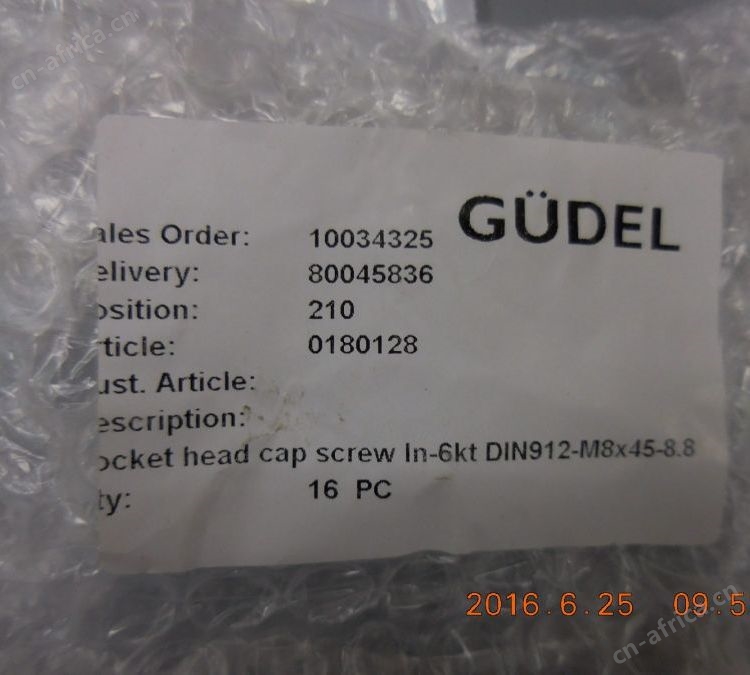 cn-africa.cn
GÜDEL
ales Order: 10034325
elivery: 80045836
osition: 210
rticle: 0180128
ust. Article:
escription:
ocket head cap screw In-6kt DIN912-M8x45-8.8
ty: 16 PC
2016.6.25 09:5
cn-africa.cn